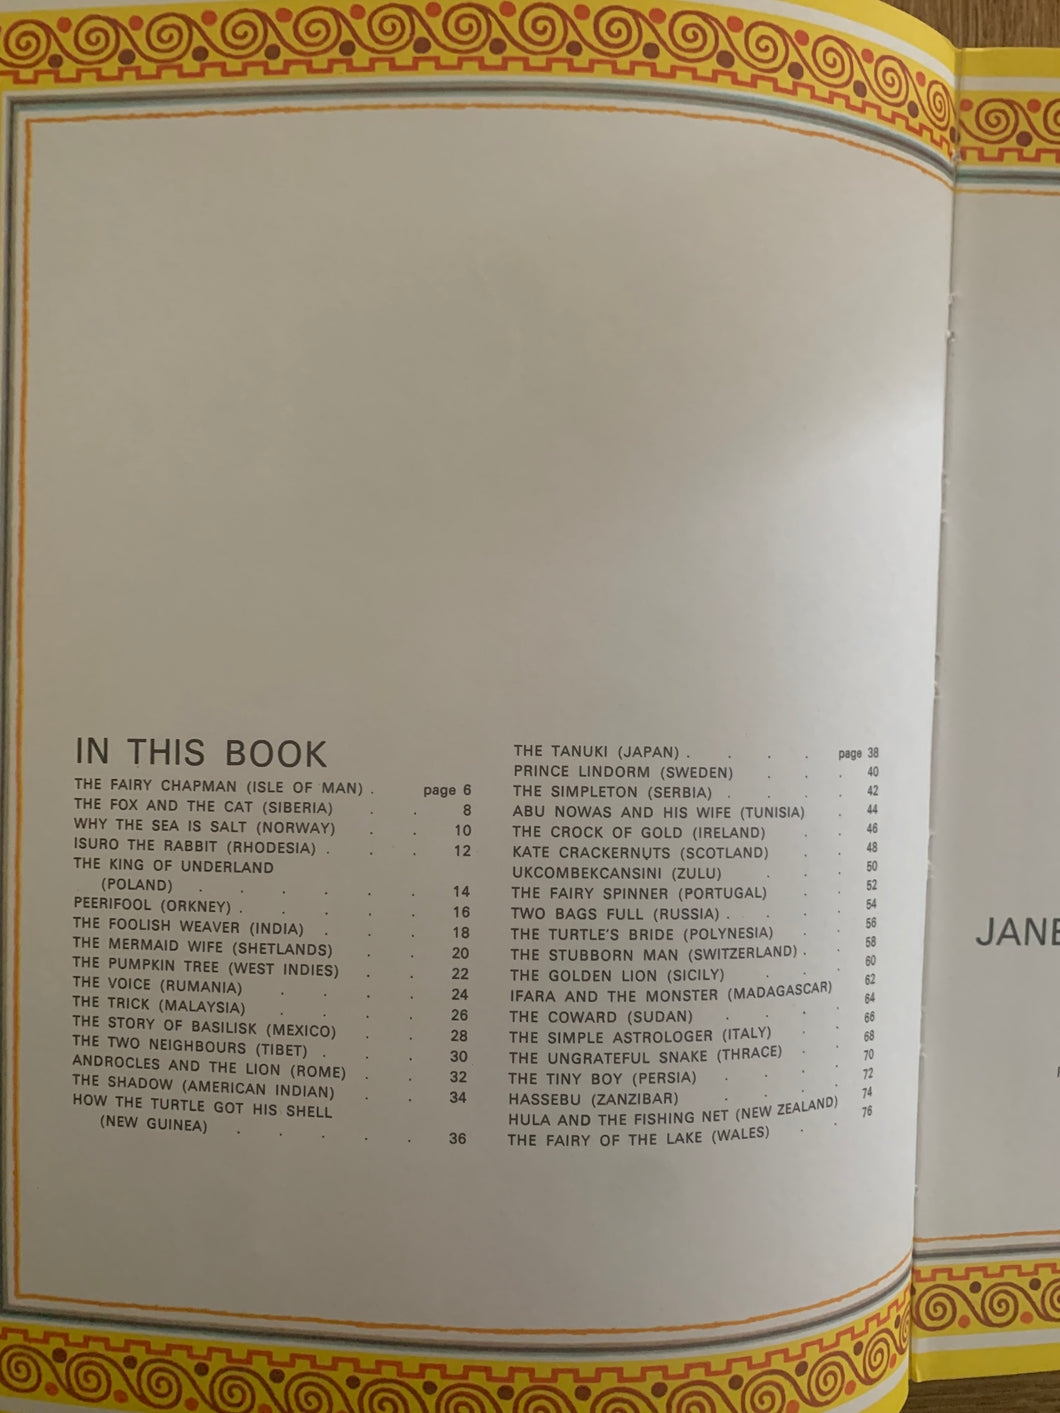 IN THIS BOOK
THE FAIRY CHAPMAN (ISLE OF MAN) . page 6
THE FOX AND THE CAT (SIBERIA) . . 8
WHY THE SEA IS SALT (NORWAY) . . 10
ISURO THE RABBIT (RHODESIA) . . . 12
THE KING OF UNDERLAND
(POLAND) . . . . . . 14
PEERIFOOL (ORKNEY) . . . . . 16
THE FOOLISH WEAVER (INDIA) . . . 18
THE MERMAID WIFE (SHETLANDS) . . 20
THE PUMPKIN TREE (WEST INDIES) . . 22
THE VOICE (RUMANIA) . . . . 24
THE TRICK (MALAYSIA) . . . . 26
THE STORY OF BASILISK (MEXICO) . . 28
THE TWO NEIGHBOURS (TIBET) . . . 30
ANDROCLES AND THE LION (ROME) . . 32
THE SHADOW (AMERICAN INDIAN) . . 34
HOW THE TURTLE GOT HIS SHELL
(NEW GUINEA) . . . . . 36
THE TANUKI (JAPAN) . . . . page 38
PRINCE LINDORM (SWEDEN) . . . 40
THE SIMPLETON (SERBIA) . . . . 42
ABU NOWAS AND HIS WIFE (TUNISIA) . 44
THE CROCK OF GOLD (IRELAND) . . 46
KATE CRACKERNUTS (SCOTLAND) . . 48
UKCOMBEKCANSINI (ZULU) . . . 50
THE FAIRY SPINNER (PORTUGAL) . . 52
TWO BAGS FULL (RUSSIA) . . . . 54
THE TURTLE'S BRIDE (POLYNESIA) . . 56
THE STUBBORN MAN (SWITZERLAND) . . 58
THE GOLDEN LION (SICILY) . . . 60
IFARA AND THE MONSTER (MADAGASCAR) 62
THE COWARD (SUDAN) . . . . 64
THE SIMPLE ASTROLOGER (ITALY) . . 66
THE UNGRATEFUL SNAKE (THRACE) . . 68
THE TINY BOY (PERSIA) . . . . 70
HASSEBU (ZANZIBAR) . . . . 72
HULA AND THE FISHING NET (NEW ZEALAND) 74
THE FAIRY OF THE LAKE (WALES) . . 76
JANE